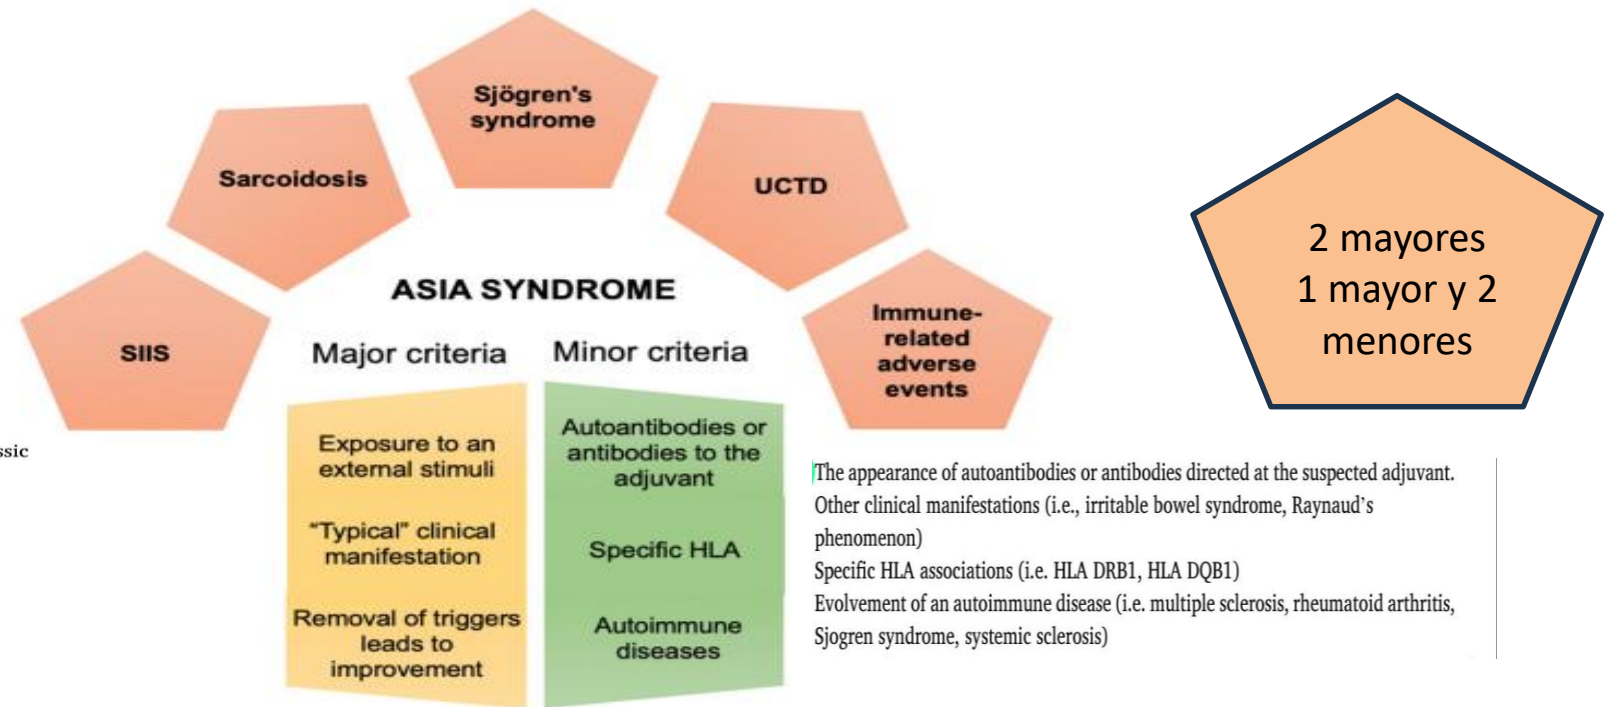 Sjögren's
syndrome
Sarcoidosis
UCTD
SIIS
Immune-
related
adverse
events
ASIA SYNDROME
Major criteria
Minor criteria
Exposure to an
external stimuli
"Typical" clinical
manifestation
Removal of triggers
leads to
improvement
Autoantibodies or
antibodies to the
adjuvant
Specific HLA
Autoimmune
diseases
2 mayores
1 mayor y 2
menores
The appearance of autoantibodies or antibodies directed at the suspected adjuvant.
Other clinical manifestations (i.e., irritable bowel syndrome, Raynaud's
phenomenon)
Specific HLA associations (i.e. HLA DRB1, HLA DQB1)
Evolvement of an autoimmune disease (i.e. multiple sclerosis, rheumatoid arthritis,
Sjogren syndrome, systemic sclerosis)